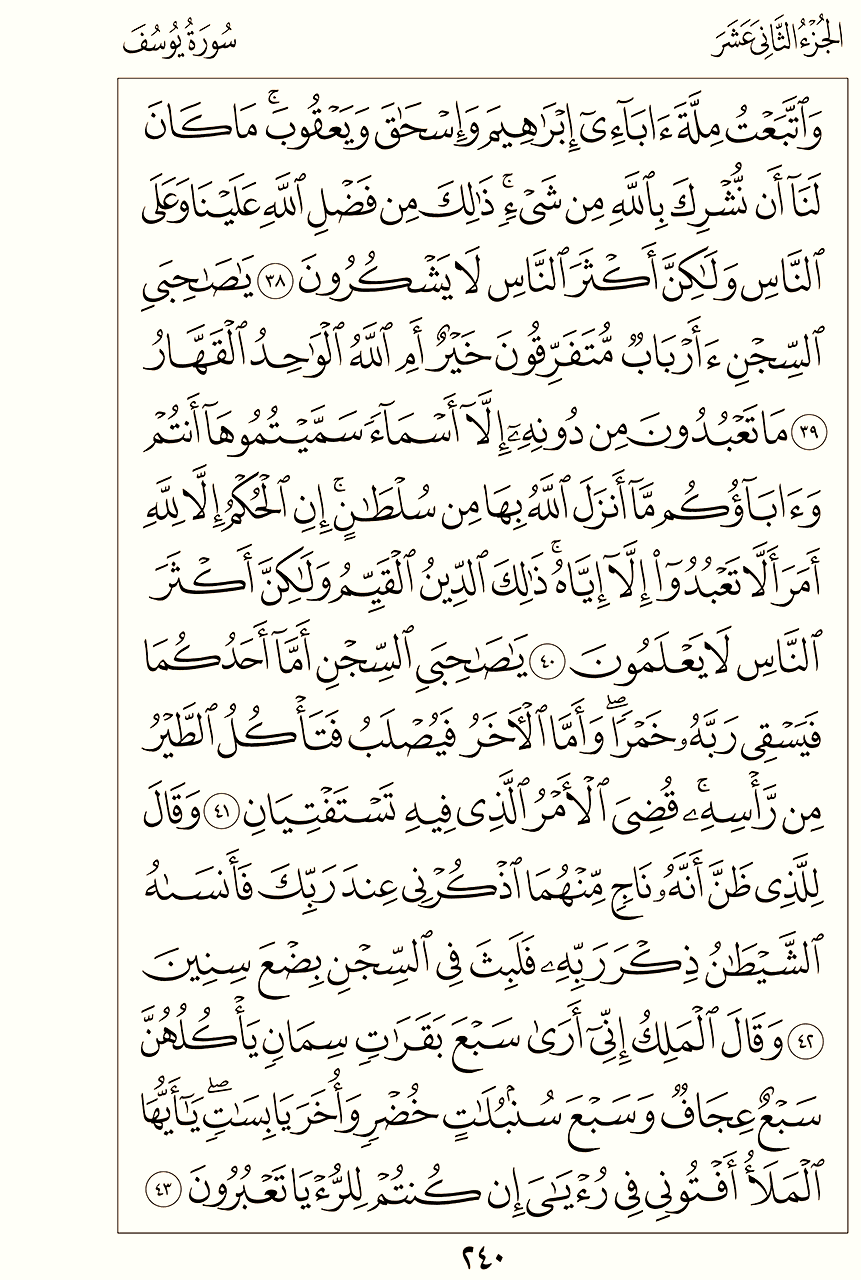 الجُزْءُ الثَّانِي عَشَرَ
سُورَةُ يُوسُفَ
وَٱتَّبَعْتُ مِلَّةَ ءَابَآءِىٓ إِبْرَٰهِيمَ وَإِسْحَٰقَ وَيَعْقُوبَ ۚ مَا كَانَ
لَنَآ أَن نُّشْرِكَ بِٱللَّهِ مِن شَىْءٍ ۚ ذَٰلِكَ مِن فَضْلِ ٱللَّهِ عَلَيْنَا وَعَلَى
ٱلنَّاسِ وَلَٰكِنَّ أَكْثَرَ ٱلنَّاسِ لَا يَشْكُرُونَ ٣٨ يَٰصَٰحِبَىِ
ٱلسِّجْنِ ءَأَرْبَابٌ مُّتَفَرِّقُونَ خَيْرٌ أَمِ ٱللَّهُ ٱلْوَٰحِدُ ٱلْقَهَّارُ
٣٩ مَا تَعْبُدُونَ مِن دُونِهِۦٓ إِلَّآ أَسْمَآءً سَمَّيْتُمُوهَآ أَنتُمْ
وَءَابَآؤُكُم مَّآ أَنزَلَ ٱللَّهُ بِهَا مِن سُلْطَٰنٍ ۚ إِنِ ٱلْحُكْمُ إِلَّا لِلَّهِ
أَمَرَ أَلَّا تَعْبُدُوٓا۟ إِلَّآ إِيَّاهُ ۚ ذَٰلِكَ ٱلدِّينُ ٱلْقَيِّمُ وَلَٰكِنَّ أَكْثَرَ
ٱلنَّاسِ لَا يَعْلَمُونَ ٤٠ يَٰصَٰحِبَىِ ٱلسِّجْنِ أَمَّآ أَحَدُكُمَا
فَيَسْقِى رَبَّهُۥ خَمْرًا ۖ وَأَمَّا ٱلْءَاخَرُ فَيُصْلَبُ فَتَأْكُلُ ٱلطَّيْرُ
مِن رَّأْسِهِۦ ۚ قُضِىَ ٱلْأَمْرُ ٱلَّذِى فِيهِ تَسْتَفْتِيَانِ ٤١ وَقَالَ
لِلَّذِى ظَنَّ أَنَّهُۥ نَاجٍ مِّنْهُمَا ٱذْكُرْنِى عِندَ رَبِّكَ فَأَنسَىٰهُ
ٱلشَّيْطَٰنُ ذِكْرَ رَبِّهِۦ فَلَبِثَ فِى ٱلسِّجْنِ بِضْعَ سِنِينَ
٤٢ وَقَالَ ٱلْمَلِكُ إِنِّىٓ أَرَىٰ سَبْعَ بَقَرَٰتٍ سِمَانٍ يَأْكُلُهُنَّ
سَبْعٌ عِجَافٌ وَسَبْعَ سُنۢبُلَٰتٍ خُضْرٍ وَأُخَرَ يَابِسَٰتٍ ۖ يَٰٓأَيُّهَا
ٱلْمَلَأُ أَفْتُونِى فِى رُءْيَٰىَ إِن كُنتُمْ لِلرُّءْيَا تَعْبُرُونَ ٤٣
٢٤٠